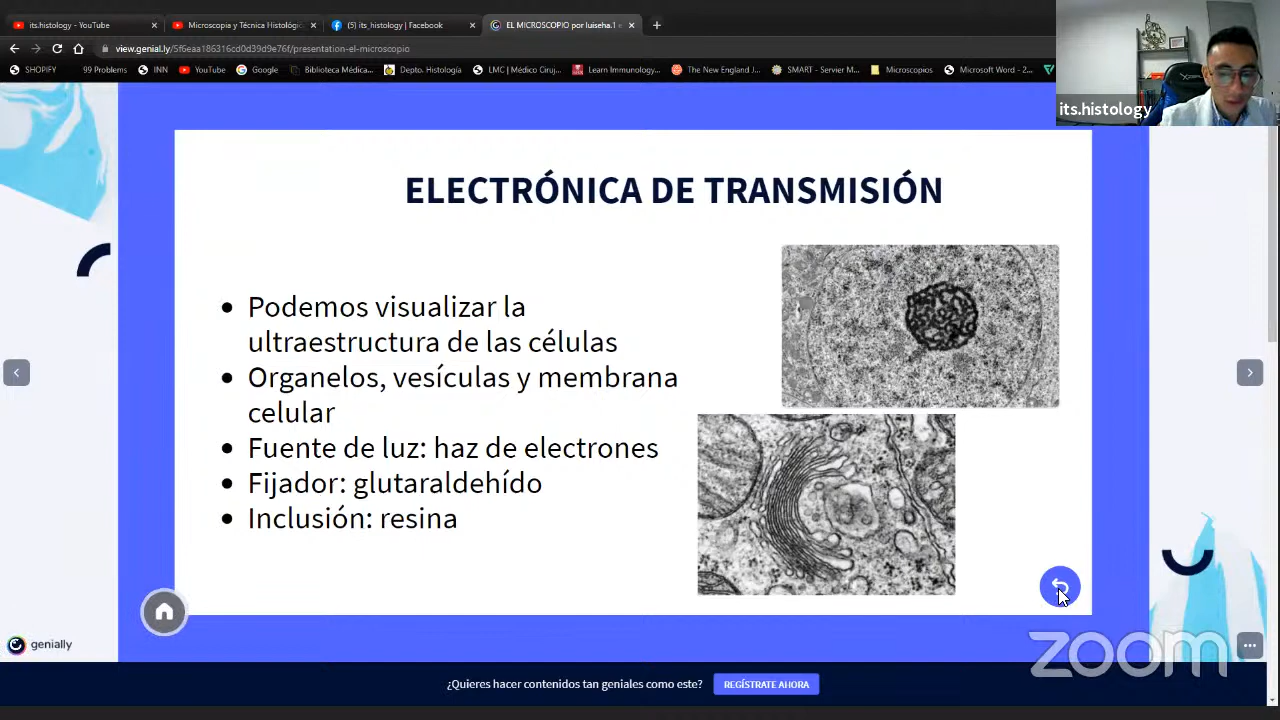 its.histology - YouTube
Microscopia y Técnica Histológic
(5) its_histology | Facebook
EL MICROSCOPIO por luiseha.1 e
view.genial.ly/5f6eaa186316cd0d39d9e76f/presentation-el-microscopio
SHOPIFY
99 Problems
INN
YouTube
Google
Biblioteca Médica...
Depto. Histología
LMC | Médico Ciruj...
Learn Immunology...
The New England J...
SMART - Servier M...
Microscopios
Microsoft Word - 2...
its.histology
ELECTRÓNICA DE TRANSMISIÓN
• Podemos visualizar la
ultraestructura de las células
• Organelos, vesículas y membrana
celular
• Fuente de luz: haz de electrones
• Fijador: glutaraldehído
• Inclusión: resina
genially
zoom
¿Quieres hacer contenidos tan geniales como este?
REGÍSTRATE AHORA